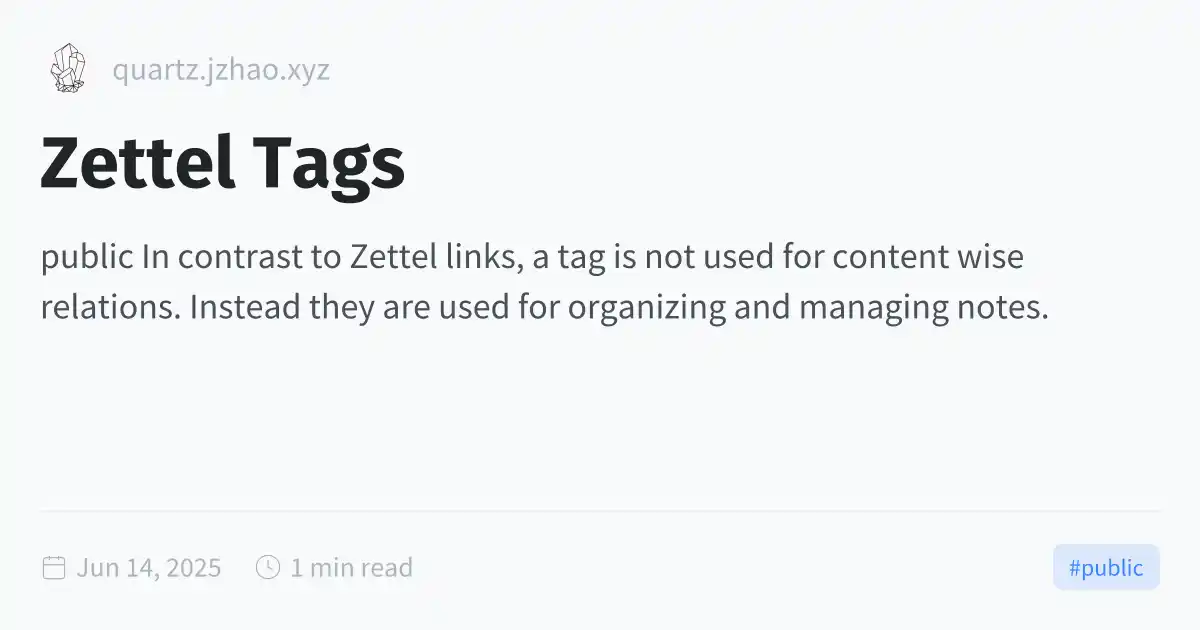 quartz.jzhao.xyz
Zettel Tags
public In contrast to Zettel links, a tag is not used for content wise
relations. Instead they are used for organizing and managing notes.
Jun 14, 2025 1 min read #public